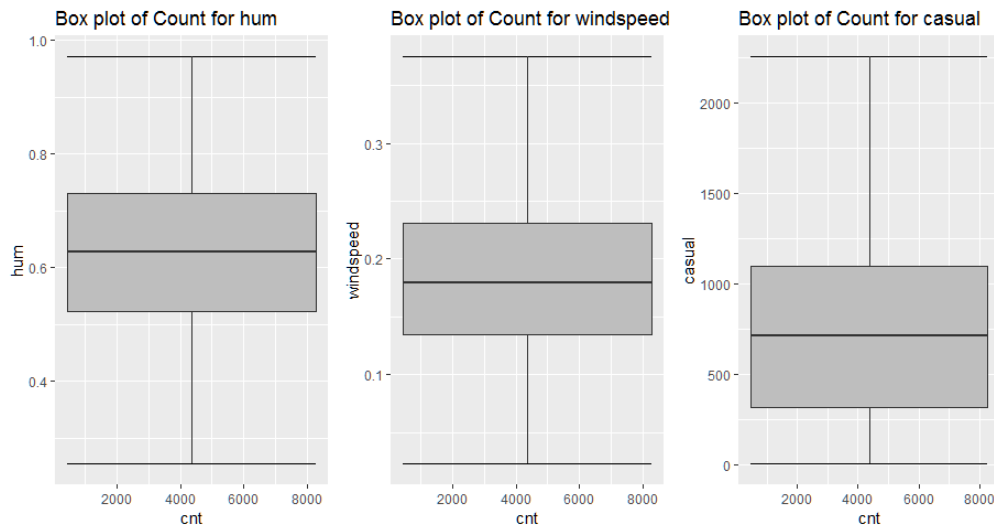 Box plot of Count for hum
1.0
0.8
0.6
0.4
hum
2000 4000 6000 8000
cnt
Box plot of Count for windspeed
0.3
0.2
0.1
windspeed
2000 4000 6000 8000
cnt
Box plot of Count for casual
2000
1500
1000
500
0
casual
2000 4000 6000 8000
cnt